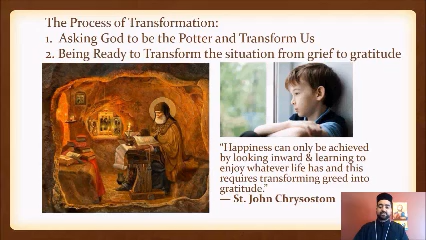 The Process of Transformation:
1. Asking God to be the Potter and Transform Us
2. Being Ready to Transform the situation from grief to gratitude
“Happiness can only be achieved
by looking inward & learning to
enjoy whatever life has and this
requires transforming greed into
gratitude.”
— St. John Chrysostom